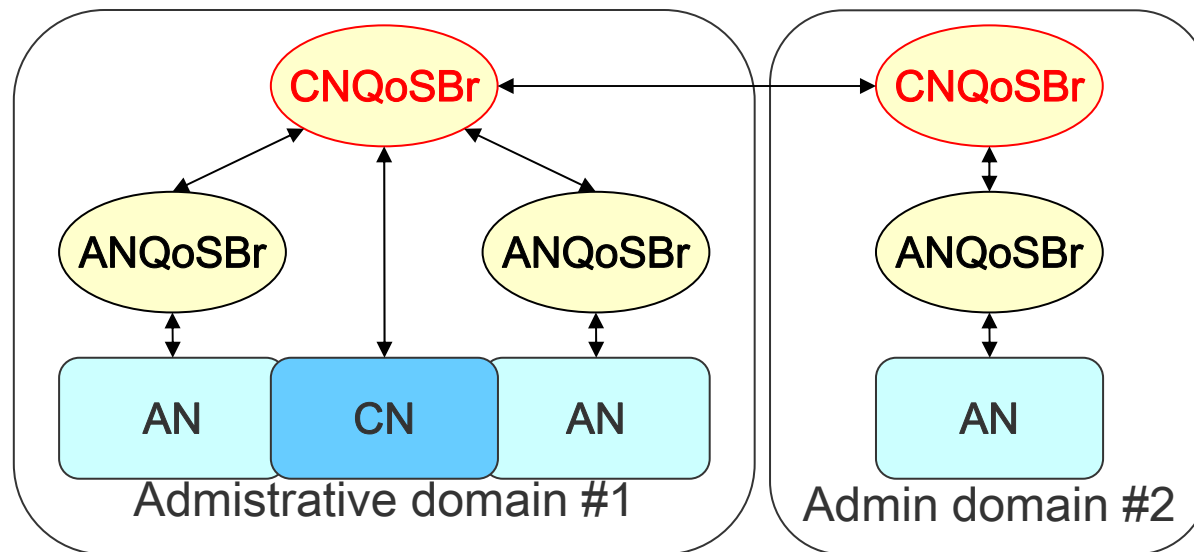 CNQoSBr
CNQoSBr
ANQoSBr
ANQoSBr
ANQoSBr
AN
CN
AN
AN
Admistrative domain #1
Admin domain #2